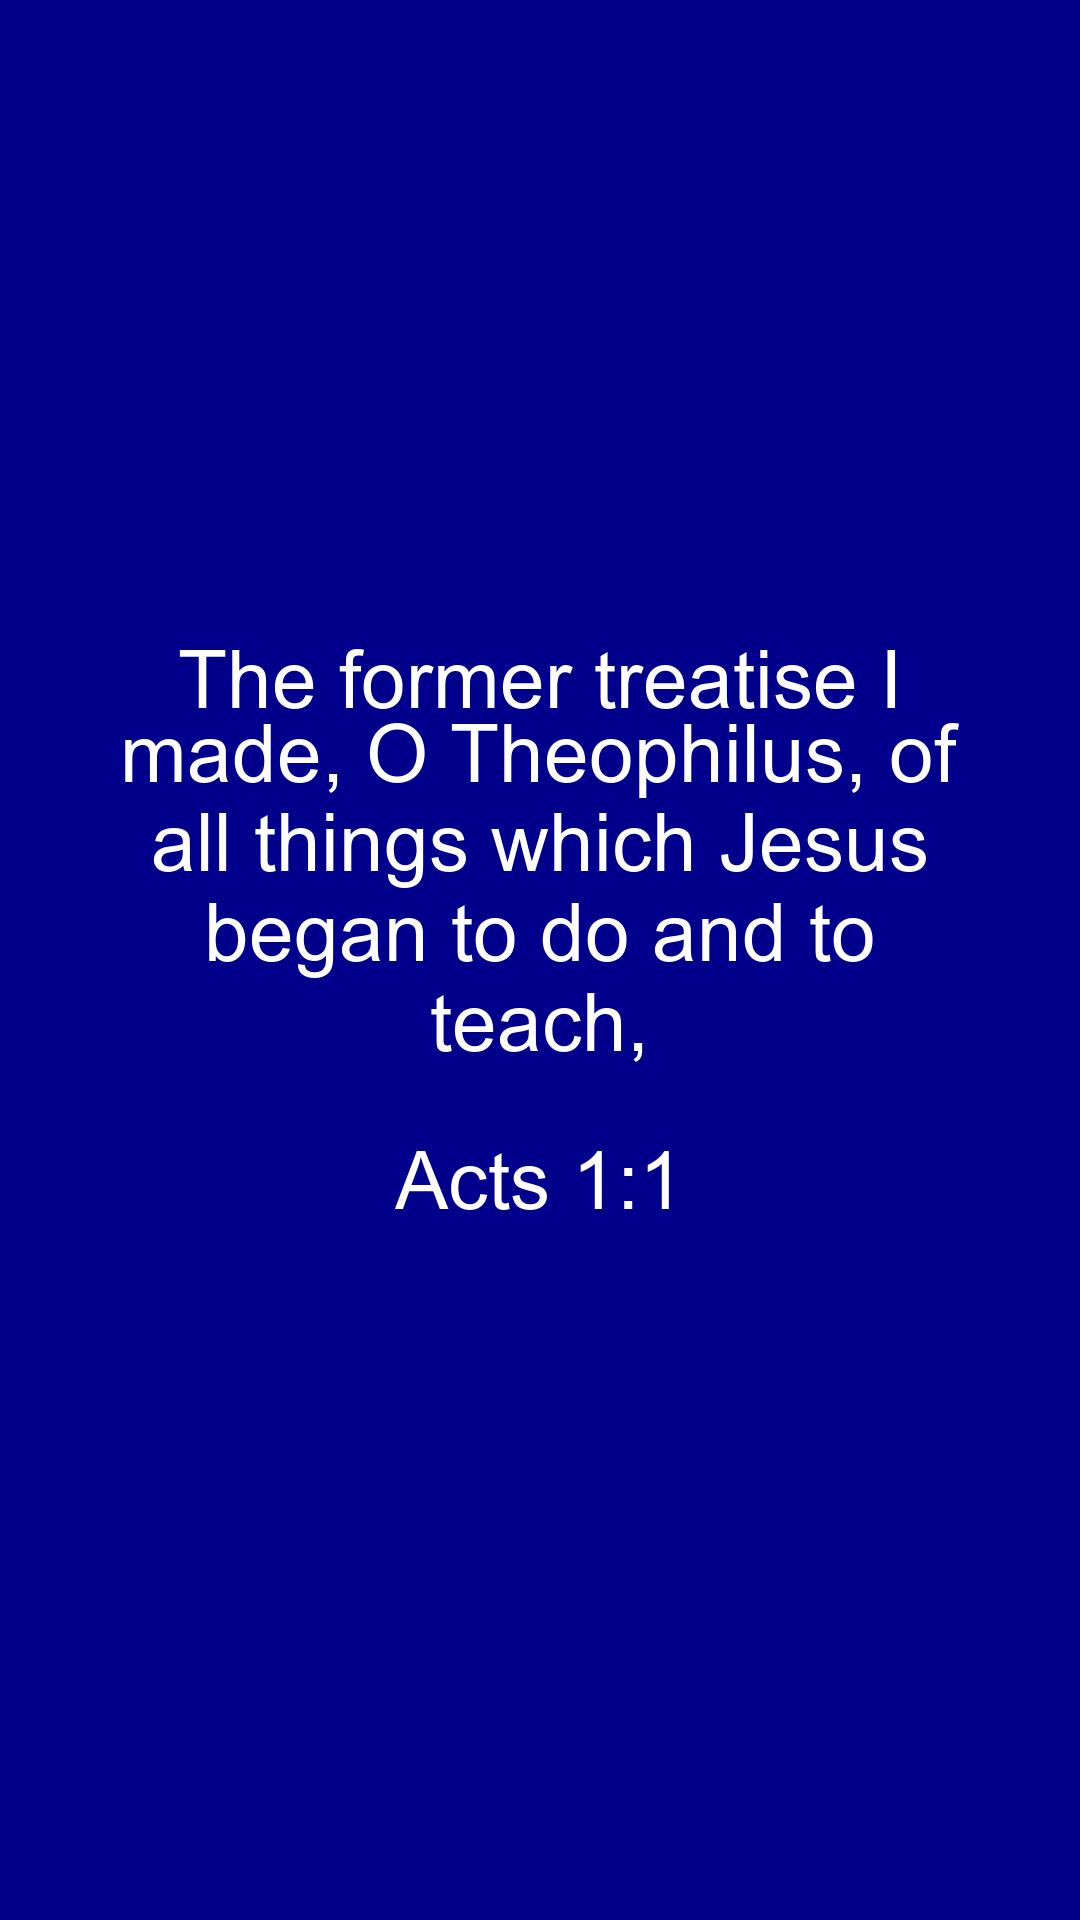 The former treatise I
made, O Theophilus, of
all things which Jesus
began to do and to
teach,
Acts 1:1